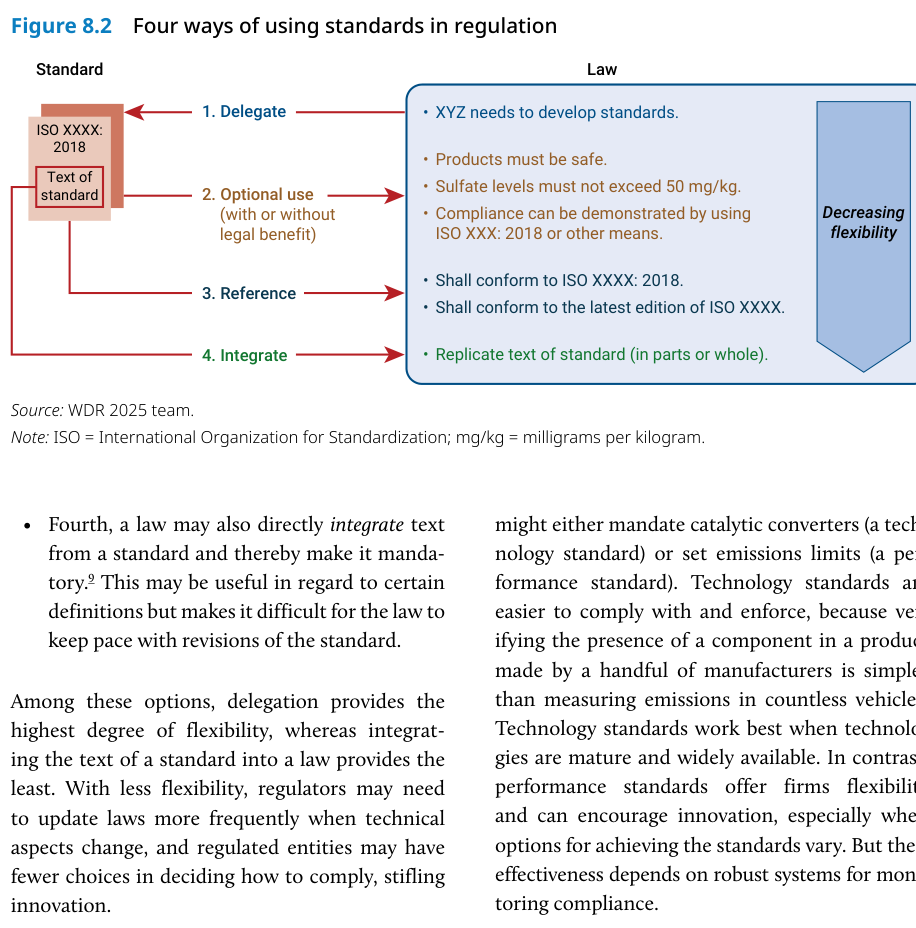 Figure 8.2 Four ways of using standards in regulation
Standard
Law
ISO XXXX:
2018
Text of
standard
1. Delegate
2. Optional use
(with or without
legal benefit)
3. Reference
4. Integrate
• XYZ needs to develop standards.
• Products must be safe.
• Sulfate levels must not exceed 50 mg/kg.
• Compliance can be demonstrated by using
ISO XXX: 2018 or other means.
• Shall conform to ISO XXXX: 2018.
• Shall conform to the latest edition of ISO XXXX.
• Replicate text of standard (in parts or whole).
Decreasing
flexibility
Source: WDR 2025 team.
Note: ISO = International Organization for Standardization; mg/kg = milligrams per kilogram.
• Fourth, a law may also directly integrate text
from a standard and thereby make it manda-
tory.9 This may be useful in regard to certain
definitions but makes it difficult for the law to
keep pace with revisions of the standard.
Among these options, delegation provides the
highest degree of flexibility, whereas integrat-
ing the text of a standard into a law provides the
least. With less flexibility, regulators may need
to update laws more frequently when technical
aspects change, and regulated entities may have
fewer choices in deciding how to comply, stifling
innovation.
might either mandate catalytic converters (a tech
nology standard) or set emissions limits (a per
formance standard). Technology standards ar
easier to comply with and enforce, because ver
ifying the presence of a component in a produc
made by a handful of manufacturers is simple
than measuring emissions in countless vehicle
Technology standards work best when technolo
gies are mature and widely available. In contras
performance standards offer firms flexibilit
and can encourage innovation, especially whe
options for achieving the standards vary. But the
effectiveness depends on robust systems for mon
toring compliance.